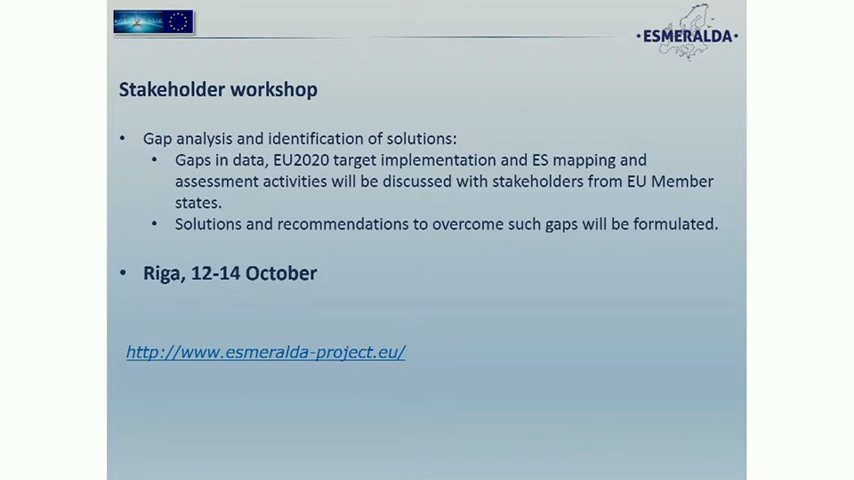 ESMERALDA
Stakeholder workshop
• Gap analysis and identification of solutions:
• Gaps in data, EU2020 target implementation and ES mapping and
assessment activities will be discussed with stakeholders from EU Member
states.
• Solutions and recommendations to overcome such gaps will be formulated.
• Riga, 12-14 October
http://www.esmeralda-project.eu/